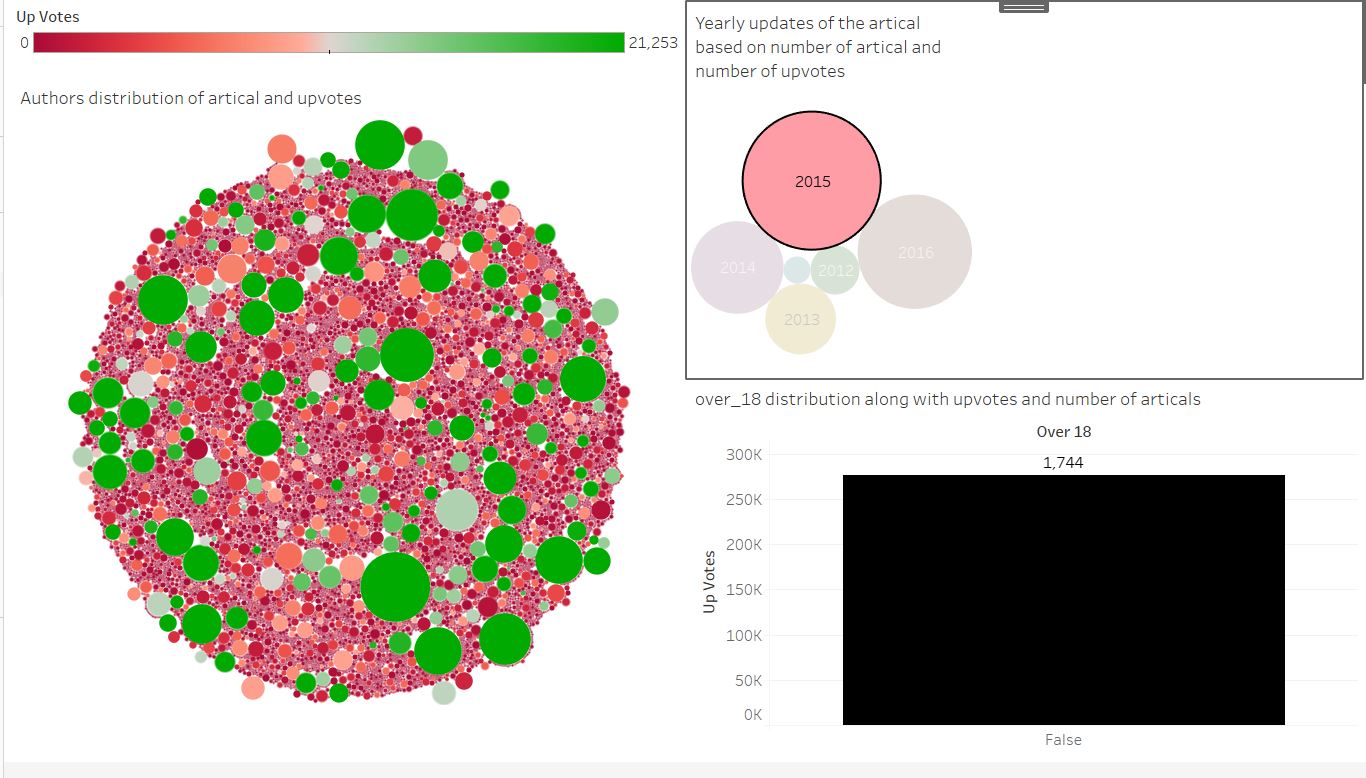 Up Votes
0
21,253
Authors distribution of artical and upvotes
Yearly updates of the artical
based on number of artical and
number of upvotes
2015
2016
2014
2012
2013
over_18 distribution along with upvotes and number of articals
Over 18
1,744
300K
250K
200K
150K
100K
50K
0K
Up Votes
False